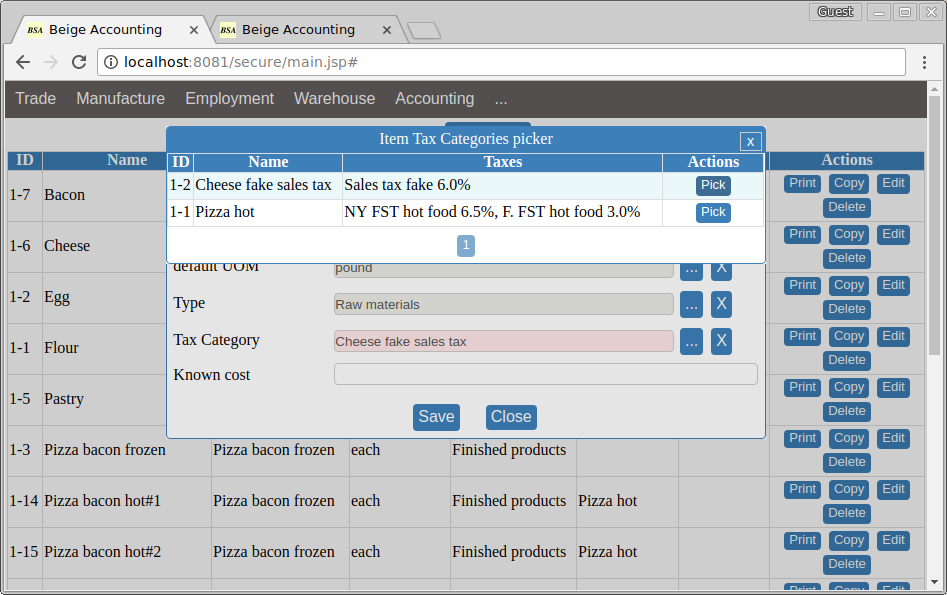 Guest
BSA Beige Accounting
BSA Beige Accounting
localhost:8081/secure/main.jsp#
Trade Manufacture Employment Warehouse Accounting ...
Item Tax Categories picker x
ID Name Taxes Actions
1-2 Cheese fake sales tax Sales tax fake 6.0% Pick
1-1 Pizza hot NY FST hot food 6.5%, F. FST hot food 3.0% Pick
1
default UOM pound ... X
Type Raw materials ... X
Tax Category Cheese fake sales tax ... X
Known cost
Save Close
ID Name Actions
1-7 Bacon Print Copy Edit
Delete
1-6 Cheese Print Copy Edit
Delete
1-2 Egg Print Copy Edit
Delete
1-1 Flour Print Copy Edit
Delete
1-5 Pastry Print Copy Edit
Delete
1-3 Pizza bacon frozen Pizza bacon frozen each Finished products Print Copy Edit
Delete
1-14 Pizza bacon hot#1 Pizza bacon frozen each Finished products Pizza hot Print Copy Edit
Delete
1-15 Pizza bacon hot#2 Pizza bacon frozen each Finished products Pizza hot Print Copy Edit
Delete
Print Copy Edit